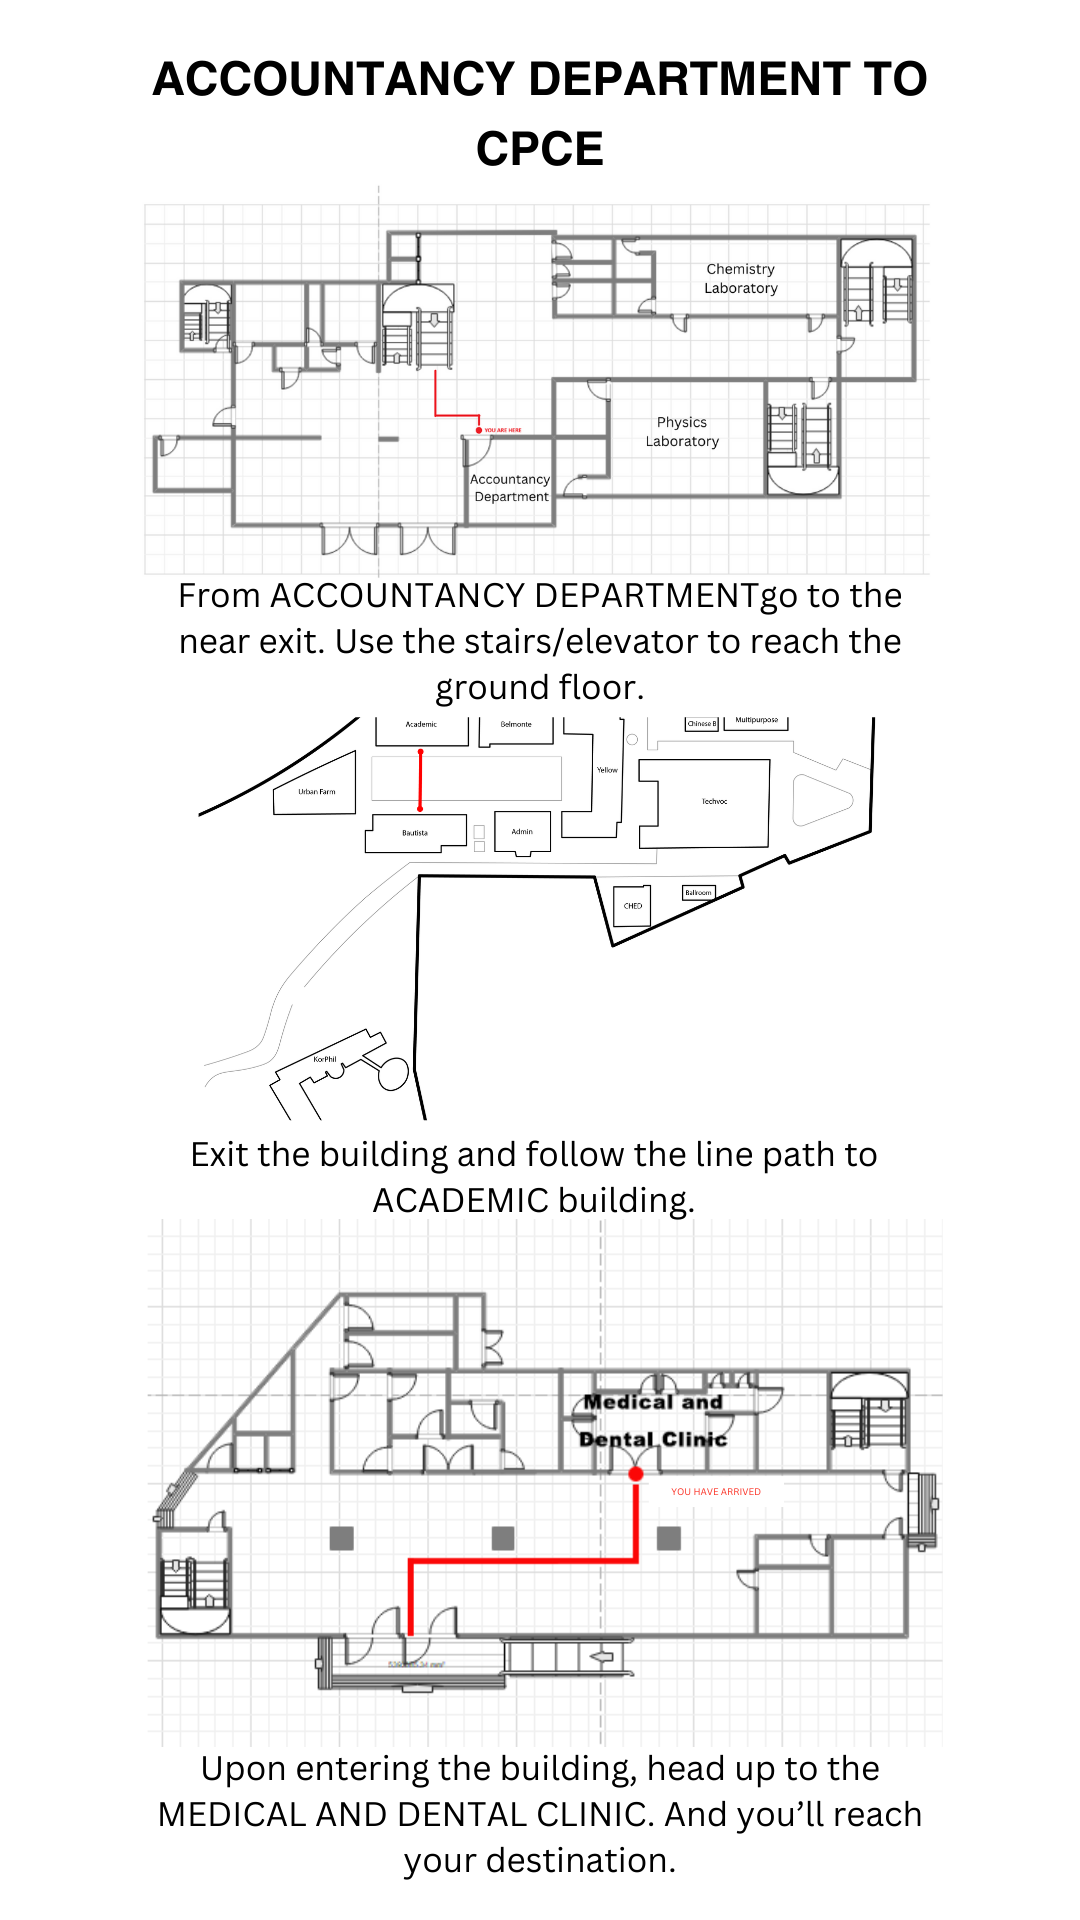 ACCOUNTANCY DEPARTMENT TO
CPCE
Chemistry
Laboratory
Physics
Laboratory
YOU ARE HERE
Accountancy
Department
From ACCOUNTANCY DEPARTMENTgo to the
near exit. Use the stairs/elevator to reach the
ground floor.
Academic
Belmonte
Chinese B
Multipurpose
Urban Farm
Yellow
Techvoc
Bautista
Admin
CHED
Ballroom
KorPhil
Exit the building and follow the line path to
ACADEMIC building.
Medical and
Dental Clinic
YOU HAVE ARRIVED
Upon entering the building, head up to the
MEDICAL AND DENTAL CLINIC. And you’ll reach
your destination.